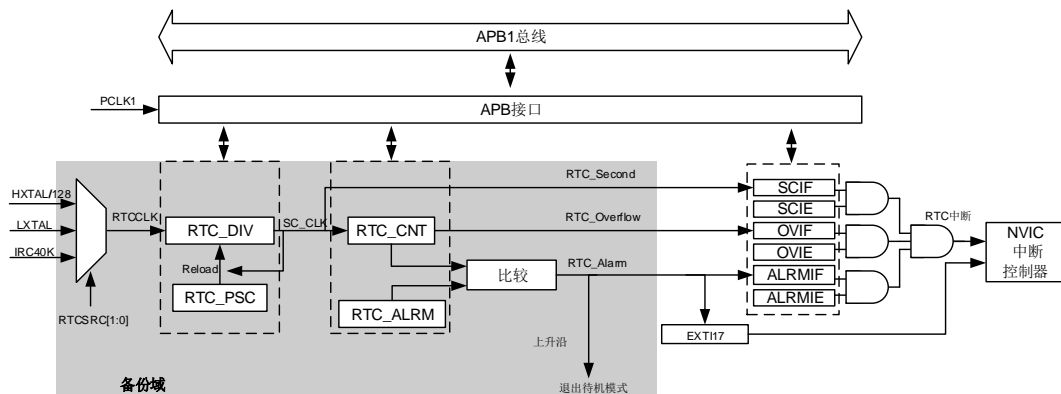 APB1总线
PCLK1
APB接口
HXTAL/128
LXTAL
IRC40K
RTCCLK
RTCSRC[1:0]
RTC_DIV
Reload
RTC_PSC
SC_CLK
RTC_CNT
RTC_ALRM
比较
RTC_Second
RTC_Overflow
RTC_Alarm
上升沿
退出待机模式
备份域
SCIF
SCIE
OVIF
OVIE
ALRMIF
ALRMIE
EXTI17
RTC中断
NVIC
中断
控制器